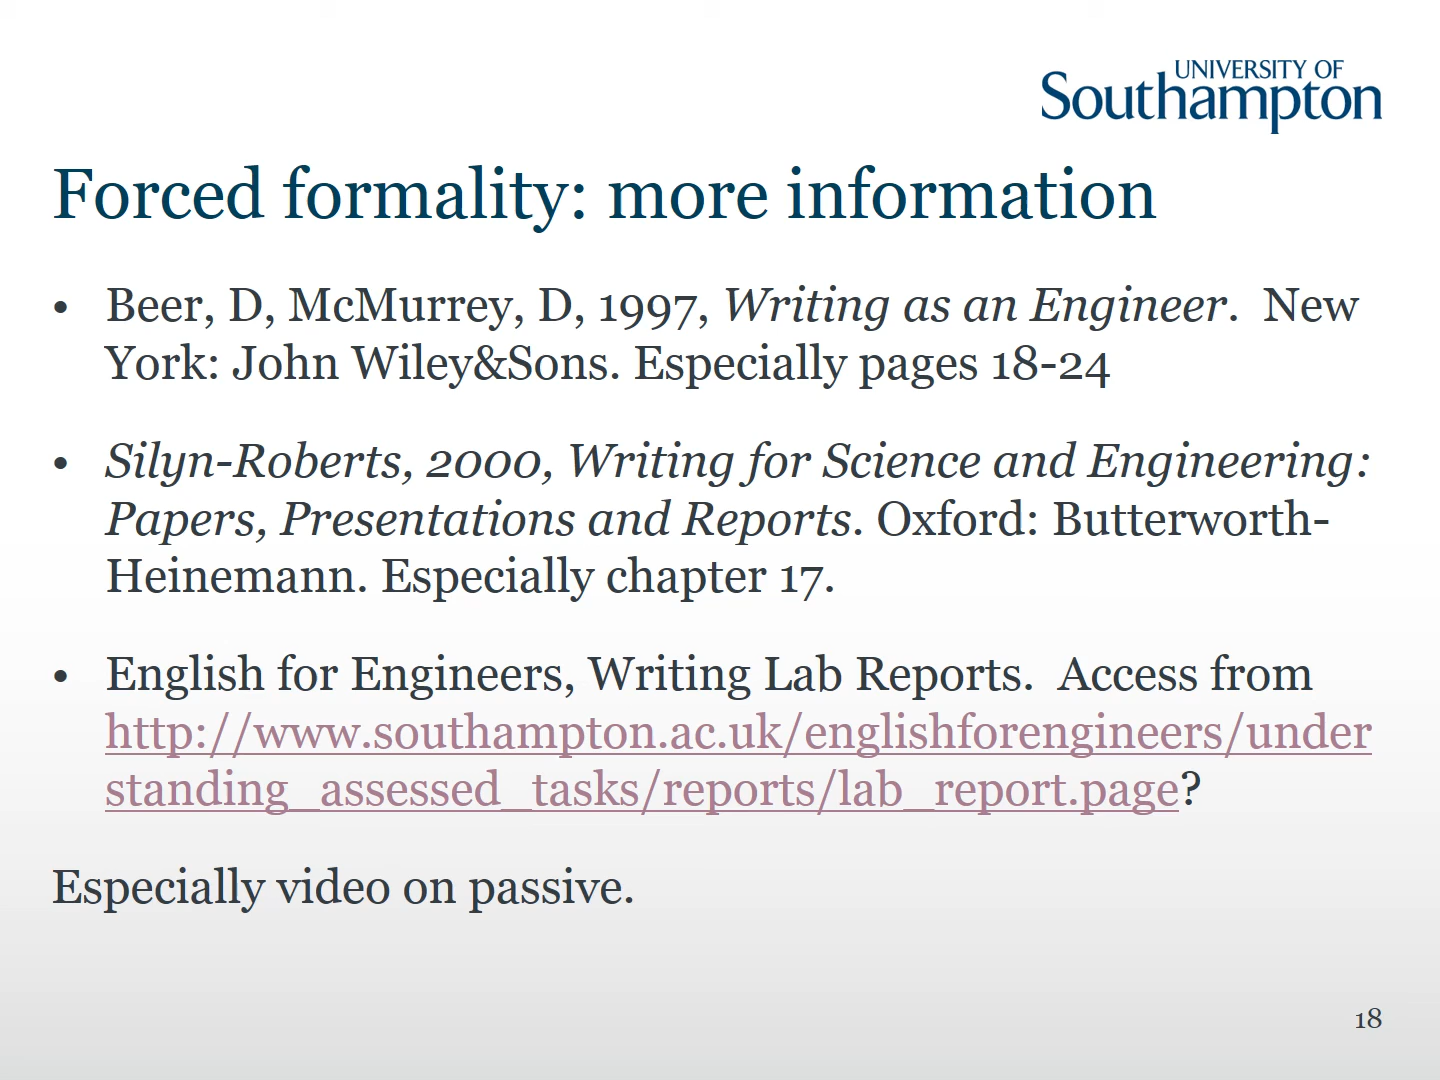 UNIVERSITY OF
Southampton
Forced formality: more information
• Beer, D, McMurrey, D, 1997, Writing as an Engineer.  New
York: John Wiley&Sons. Especially pages 18-24
• Silyn-Roberts, 2000, Writing for Science and Engineering:
Papers, Presentations and Reports. Oxford: Butterworth-
Heinemann. Especially chapter 17.
• English for Engineers, Writing Lab Reports.  Access from
http://www.southampton.ac.uk/englishforengineers/under
standing_assessed_tasks/reports/lab_report.page?
Especially video on passive.
18